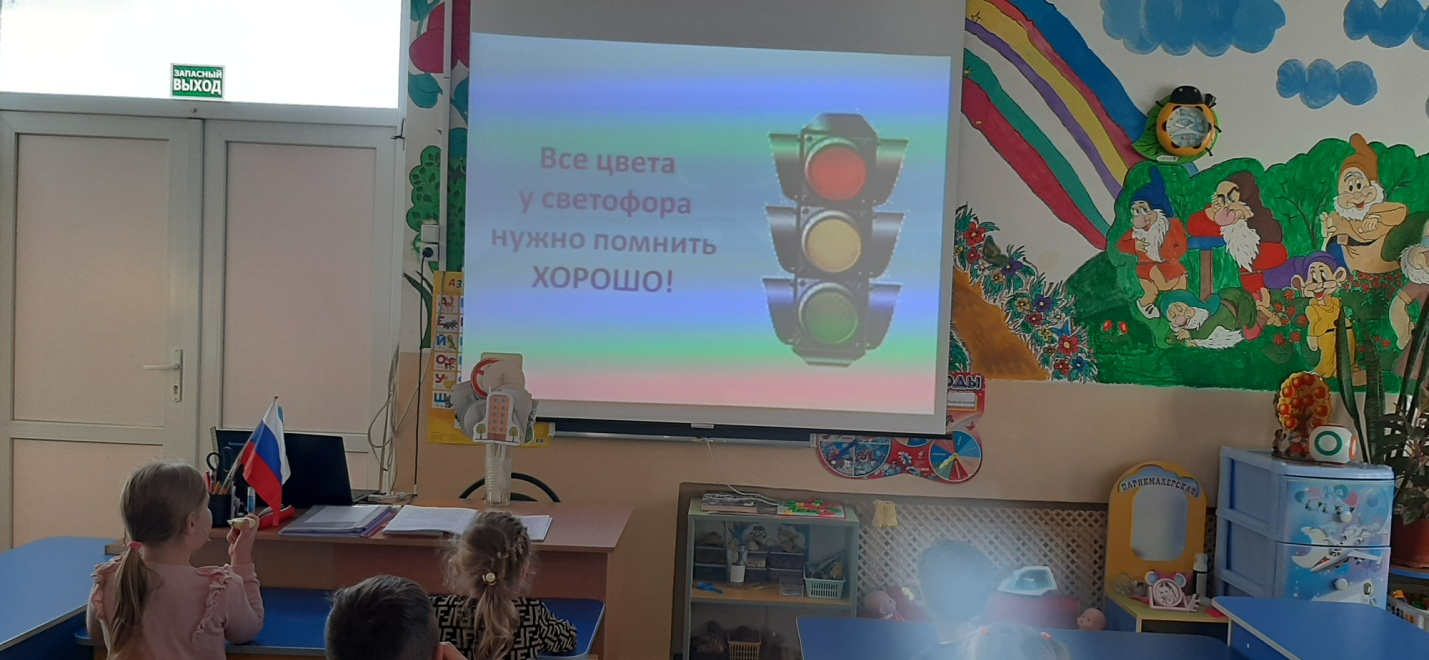 ЗАПАСНЫЙ
ВЫХОД
Все цвета
у светофора
нужно помнить
ХОРОШО!
ПАРИКМАХЕРСКАЯ